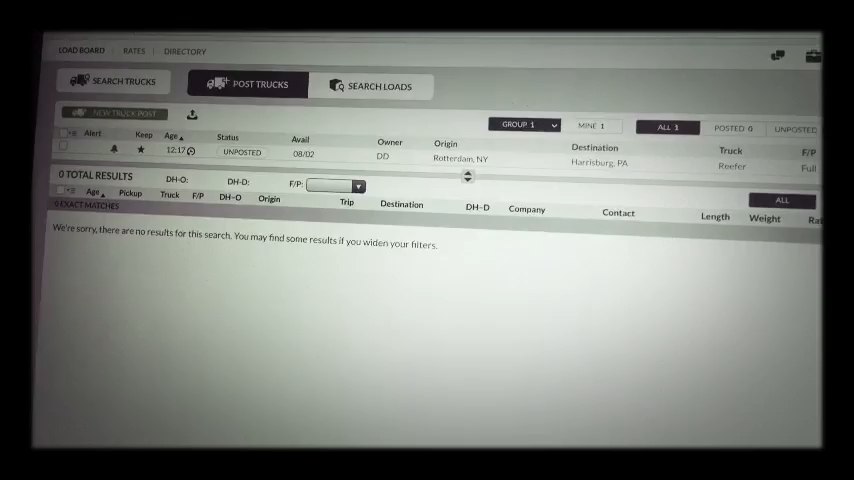 LOAD BOARD RATES DIRECTORY
SEARCH TRUCKS POST TRUCKS SEARCH LOADS
NEW TRUCK POST
GROUP 1 MINE 1 ALL 1 POSTED 0 UNPOSTED
Alert Keep Age Status Avail Owner Origin Destination Truck F/P
12:17 UNPOSTED 08/02 DD Rotterdam, NY Harrisburg, PA Reefer Full
0 TOTAL RESULTS DH-O: DH-D: F/P: ALL
Age Pickup Truck F/P DH-O Origin Trip Destination DH-D Company Contact Length Weight Rat
0 EXACT MATCHES
We're sorry, there are no results for this search. You may find some results if you widen your filters.